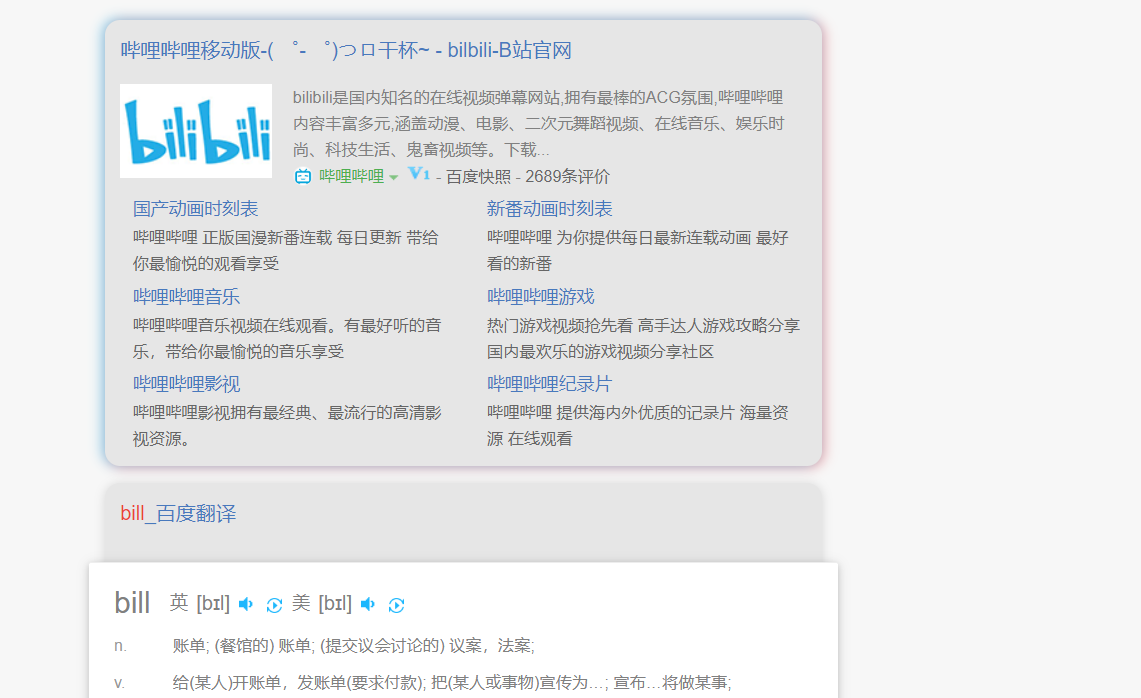 哔哩哔哩移动版-( ゜- ゜)つロ干杯~ - bilbili-B站官网
bilibili
bilibili是国内知名的在线视频弹幕网站,拥有最棒的ACG氛围,哔哩哔哩
内容丰富多元,涵盖动漫、电影、二次元舞蹈视频、在线音乐、娱乐时
尚、科技生活、鬼畜视频等。下载...
哔哩哔哩 V1 - 百度快照 - 2689条评价
国产动画时刻表
哔哩哔哩 正版国漫新番连载 每日更新 带给
你最愉悦的观看享受
新番动画时刻表
哔哩哔哩 为你提供每日最新连载动画 最好
看的新番
哔哩哔哩音乐
哔哩哔哩音乐视频在线观看。有最好听的音
乐，带给你最愉悦的音乐享受
哔哩哔哩游戏
热门游戏视频抢先看 高手达人游戏攻略分享
国内最欢乐的游戏视频分享社区
哔哩哔哩影视
哔哩哔哩影视拥有最经典、最流行的高清影
视资源。
哔哩哔哩纪录片
哔哩哔哩 提供海内外优质的记录片 海量资
源 在线观看
bill_百度翻译
bill 英 [bɪl] 美 [bɪl]
n. 账单; (餐馆的) 账单; (提交议会讨论的) 议案，法案;
v. 给(某人)开账单，发账单(要求付款); 把(某人或事物)宣传为…; 宣布…将做某事;